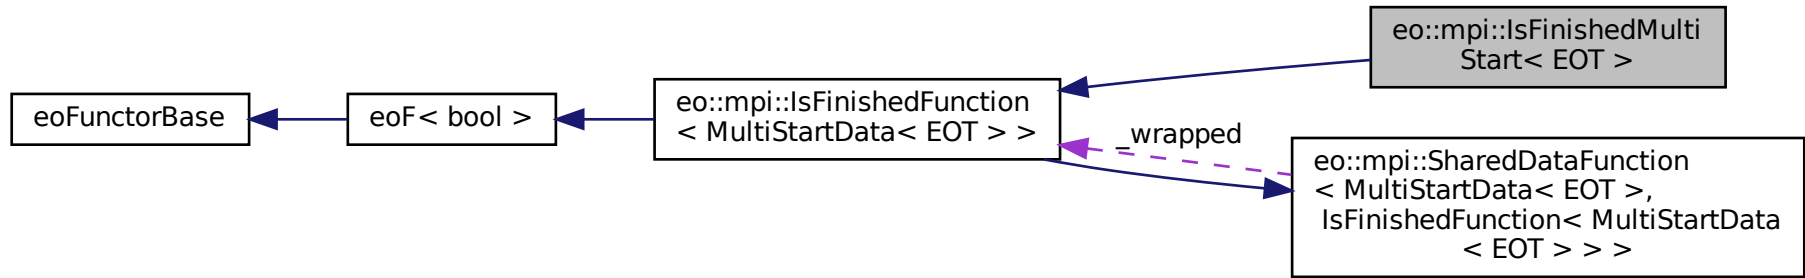 eo::mpi::IsFinishedMulti
Start< EOT >
eoFunctorBase
eoF< bool >
eo::mpi::IsFinishedFunction
< MultiStartData< EOT > >
_wrapped
eo::mpi::SharedDataFunction
< MultiStartData< EOT >,
IsFinishedFunction< MultiStartData
< EOT > > >